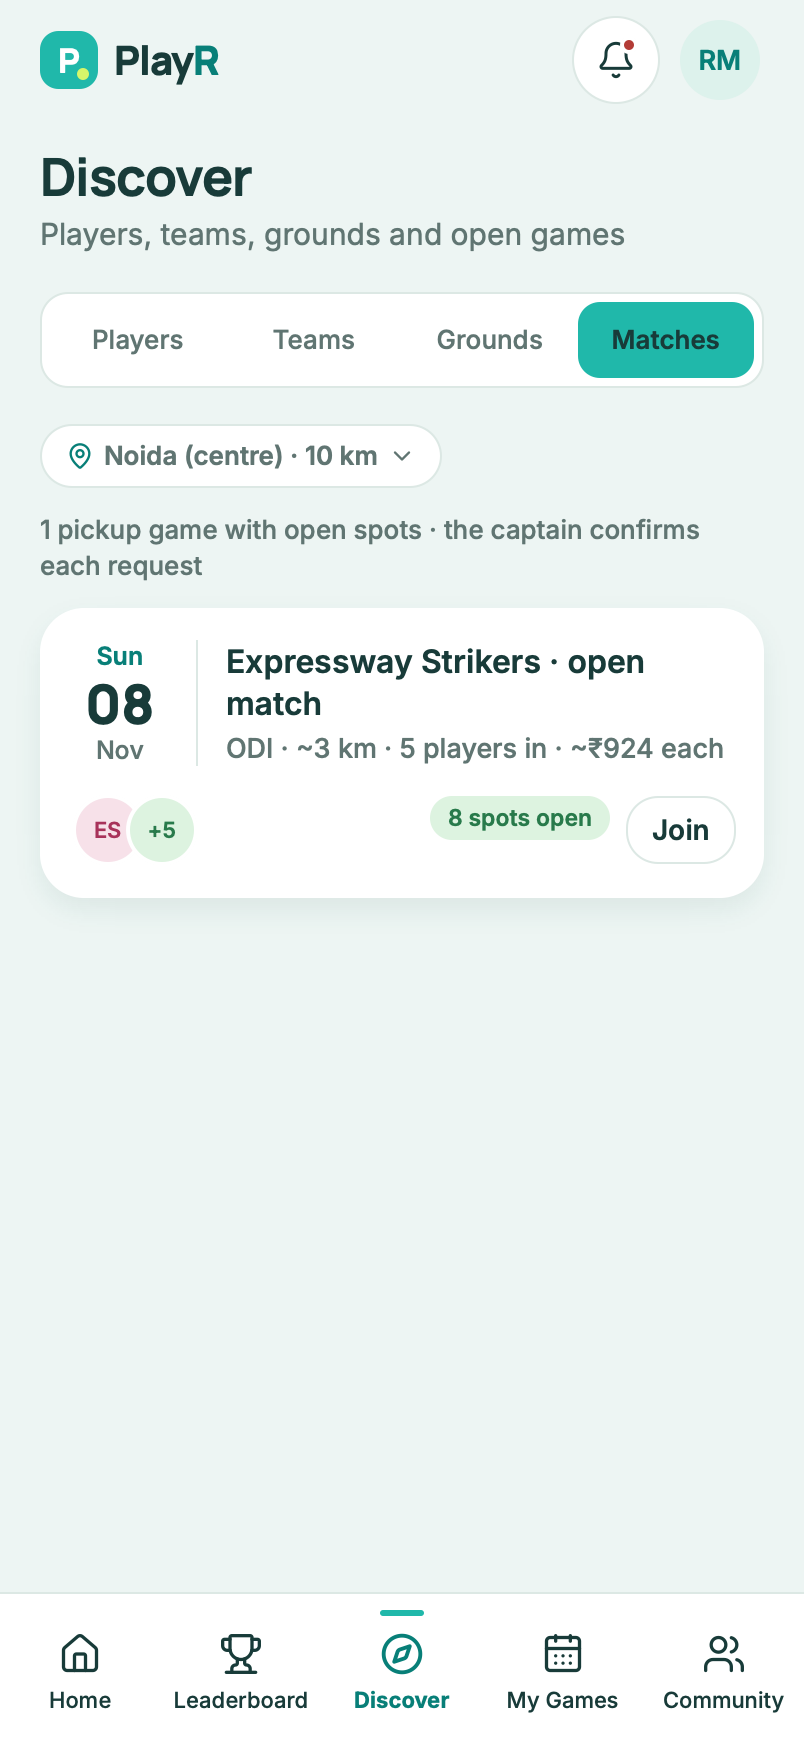 P.
PlayR
RM
Discover
Players, teams, grounds and open games
Players
Teams
Grounds
Matches
Noida (centre) · 10 km
1 pickup game with open spots · the captain confirms
each request
Sun
08
Nov
Expressway Strikers · open
match
ODI · ~3 km · 5 players in · ~₹924 each
ES
+5
8 spots open
Join
Home
Leaderboard
Discover
My Games
Community